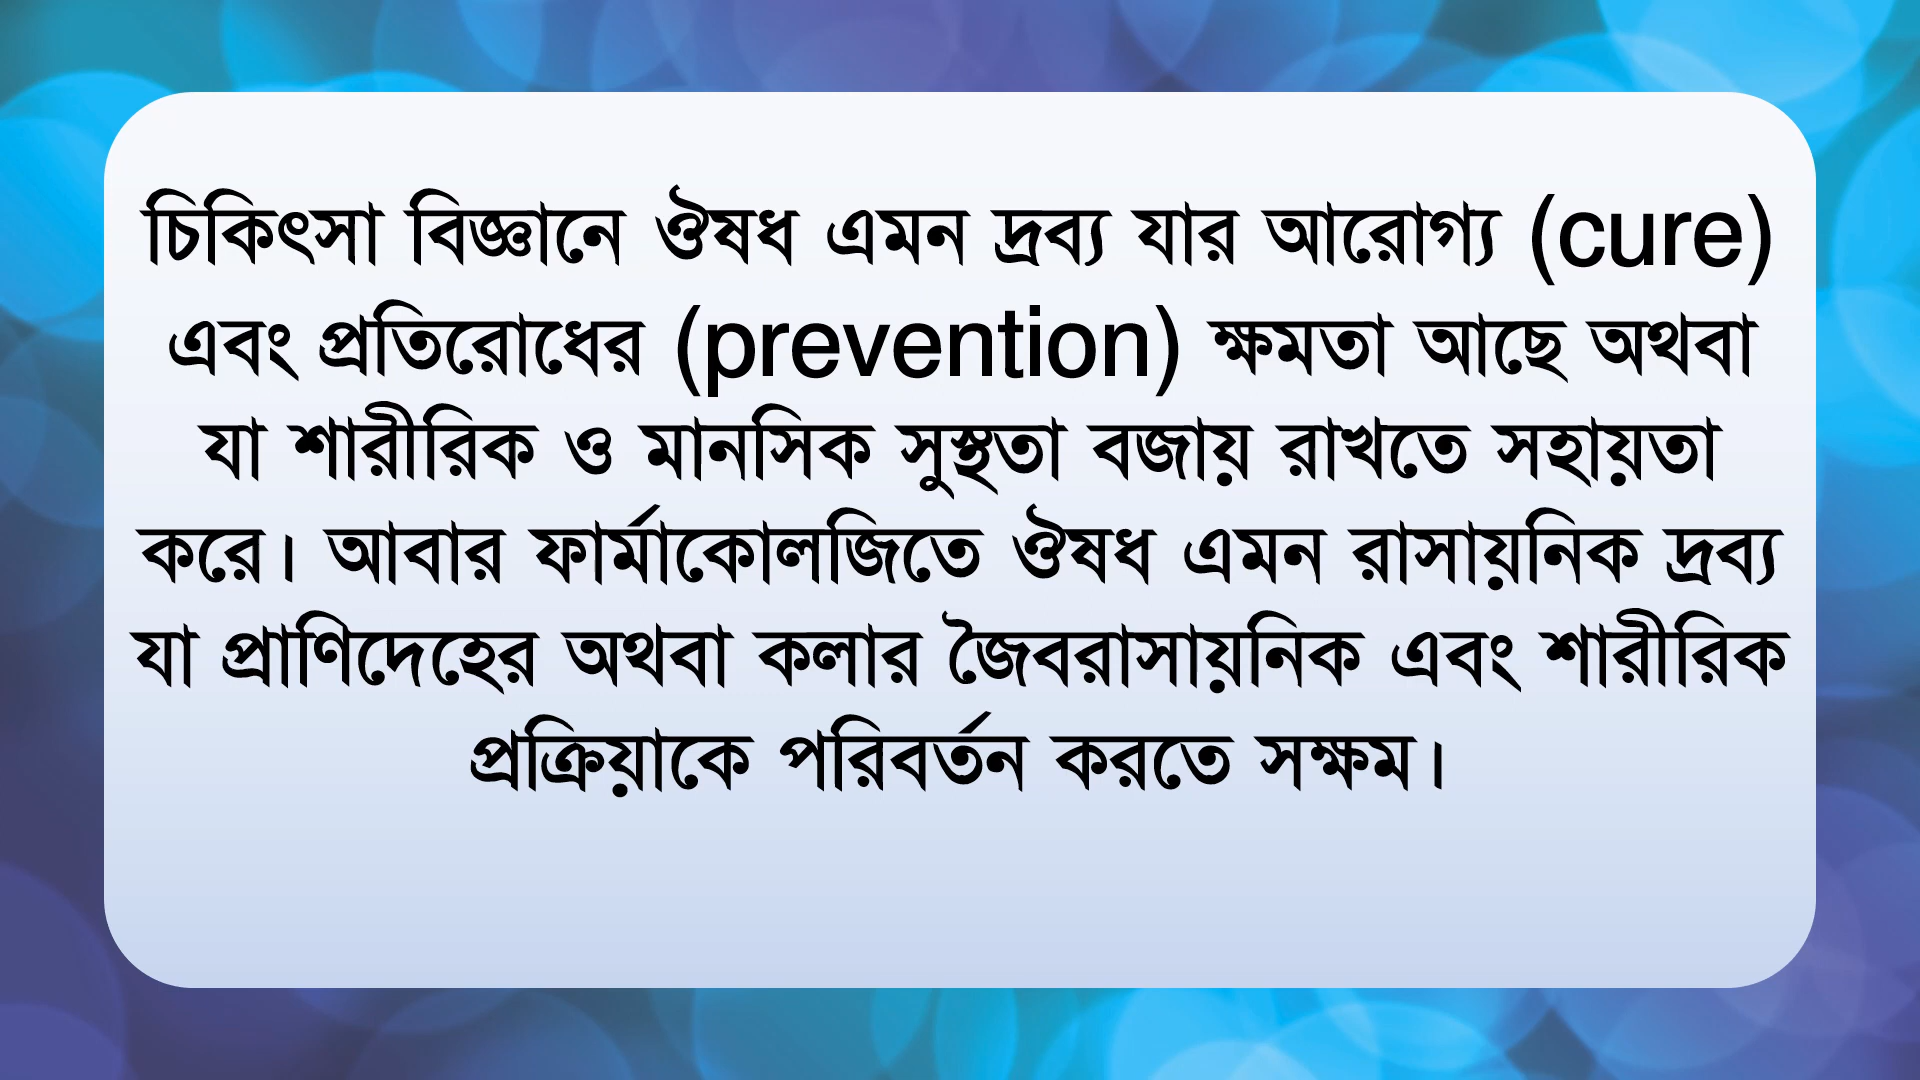 চিকিৎসা বিজ্ঞানে ঔষধ এমন দ্রব্য যার আরোগ্য (cure)
এবং প্রতিরোধের (prevention) ক্ষমতা আছে অথবা
যা শারীরিক ও মানসিক সুস্থতা বজায় রাখতে সহায়তা
করে। আবার ফার্মাকোলজিতে ঔষধ এমন রাসায়নিক দ্রব্য
যা প্রাণিদেহের অথবা কলার জৈবরাসায়নিক এবং শারীরিক
প্রক্রিয়াকে পরিবর্তন করতে সক্ষম।